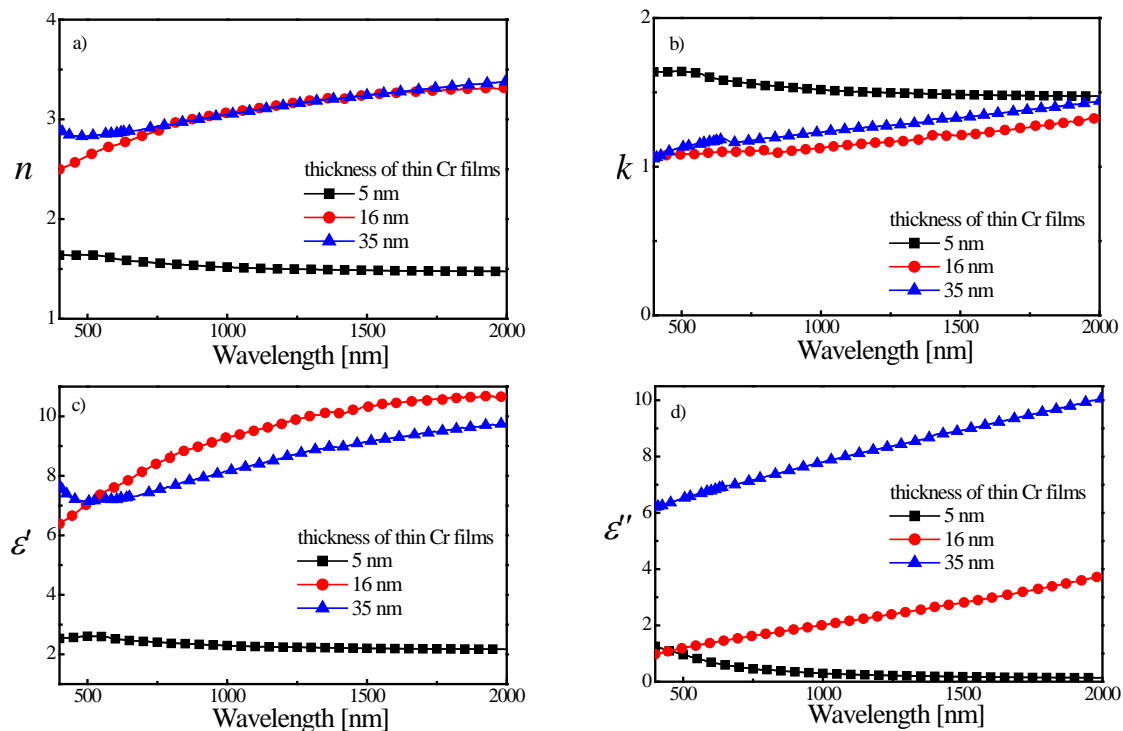 a)
4
3
2
1
n
thickness of thin Cr films
5 nm
16 nm
35 nm
500
1000
1500
2000
Wavelength [nm]
b)
2
1
0
k
thickness of thin Cr films
5 nm
16 nm
35 nm
500
1000
1500
2000
Wavelength [nm]
c)
10
8
6
4
2
ε′
thickness of thin Cr films
5 nm
16 nm
35 nm
500
1000
1500
2000
Wavelength [nm]
d)
10
8
6
4
2
0
ε″
thickness of thin Cr films
5 nm
16 nm
35 nm
500
1000
1500
2000
Wavelength [nm]